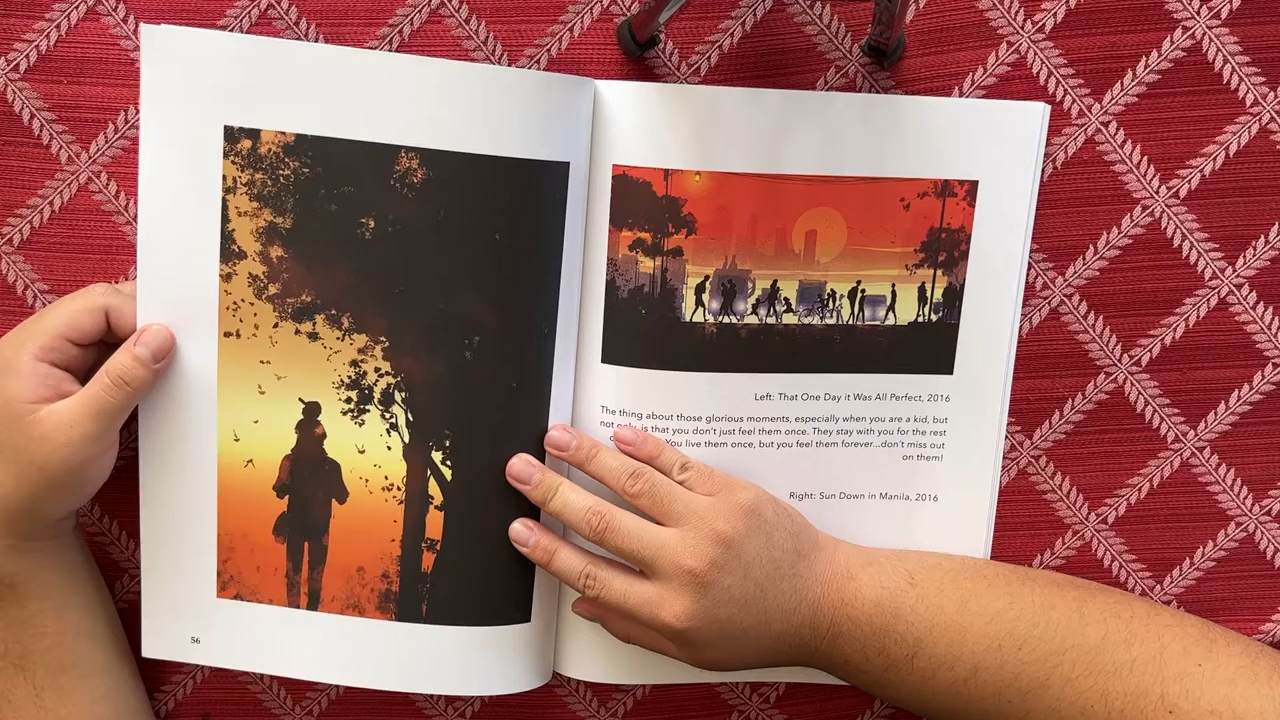 56
Left: That One Day it Was All Perfect, 2016
The thing about those glorious moments, especially when you are a kid, but
not only, is that you don't just feel them once. They stay with you for the rest
You live them once, but you feel them forever...don't miss out
on them!
Right: Sun Down in Manila, 2016